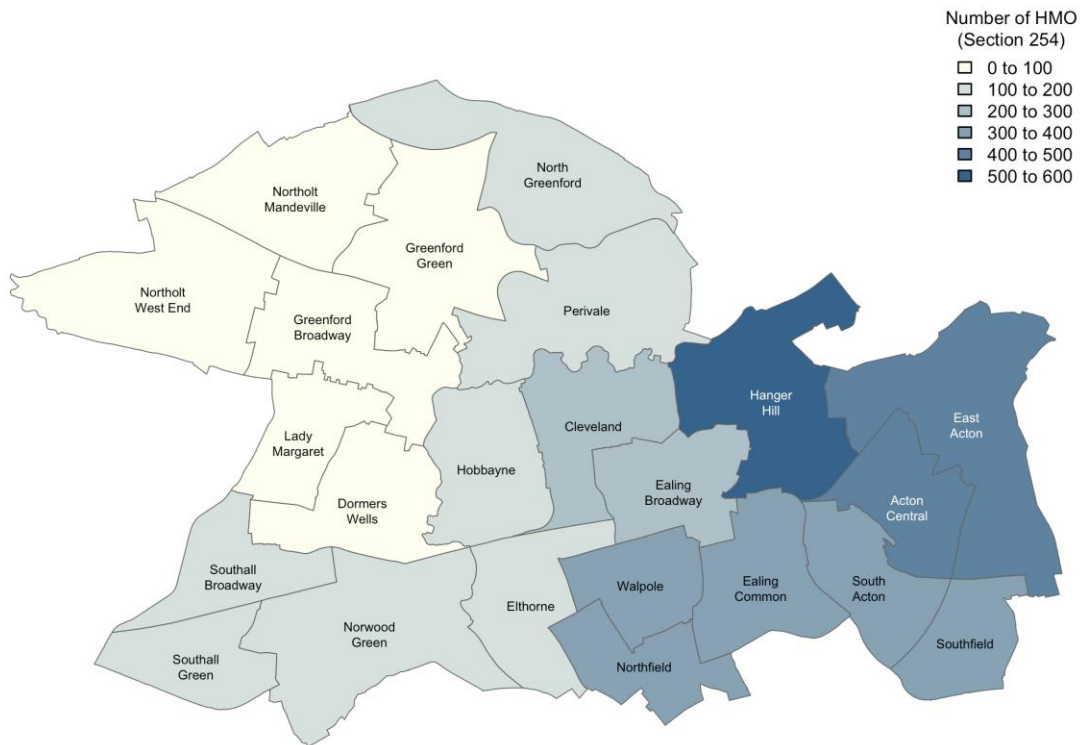 Number of HMO
(Section 254)
0 to 100
100 to 200
200 to 300
300 to 400
400 to 500
500 to 600
North
Greenford
Northolt
Mandeville
Greenford
Green
Northolt
West End
Greenford
Broadway
Perivale
Hanger
Hill
East
Acton
Lady
Margaret
Cleveland
Hobbayne
Ealing
Broadway
Dormers
Wells
Acton
Central
Southall
Broadway
Walpole
Ealing
Common
South
Acton
Elthorne
Norwood
Green
Southfield
Southall
Green
Northfield